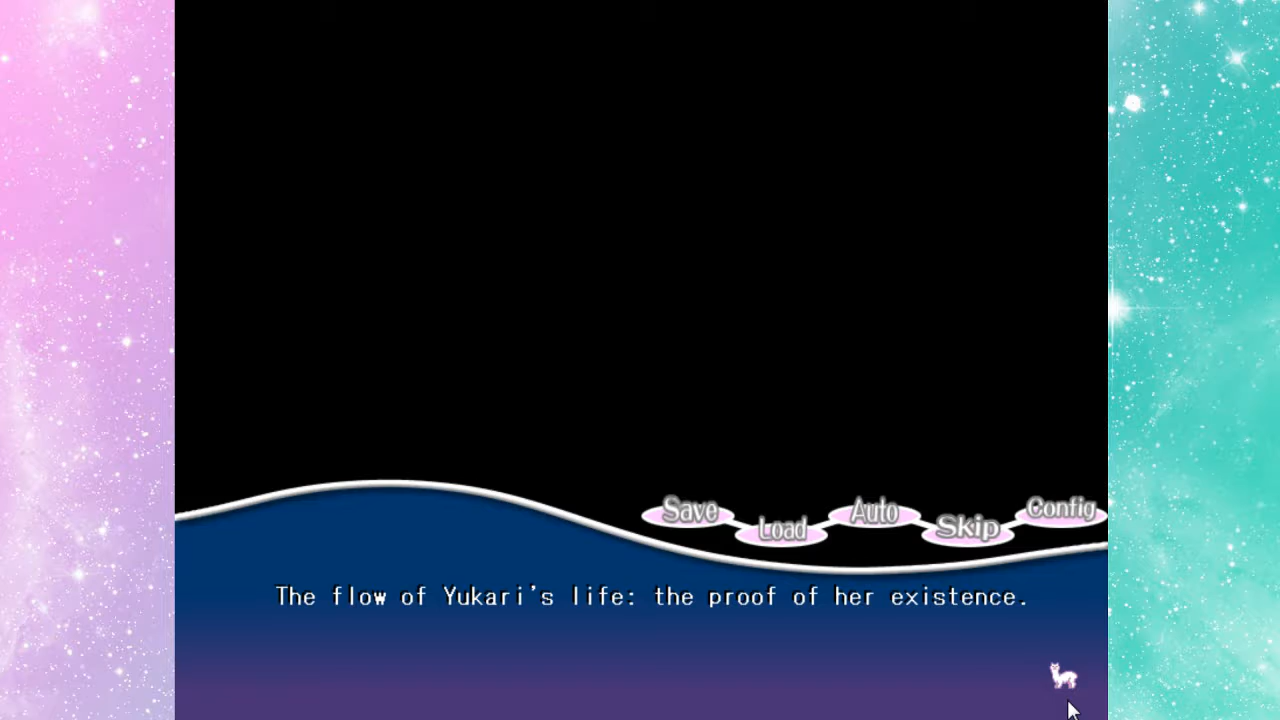 Save
Load
Auto
Skip
Config
The flow of Yukari's life: the proof of her existence.